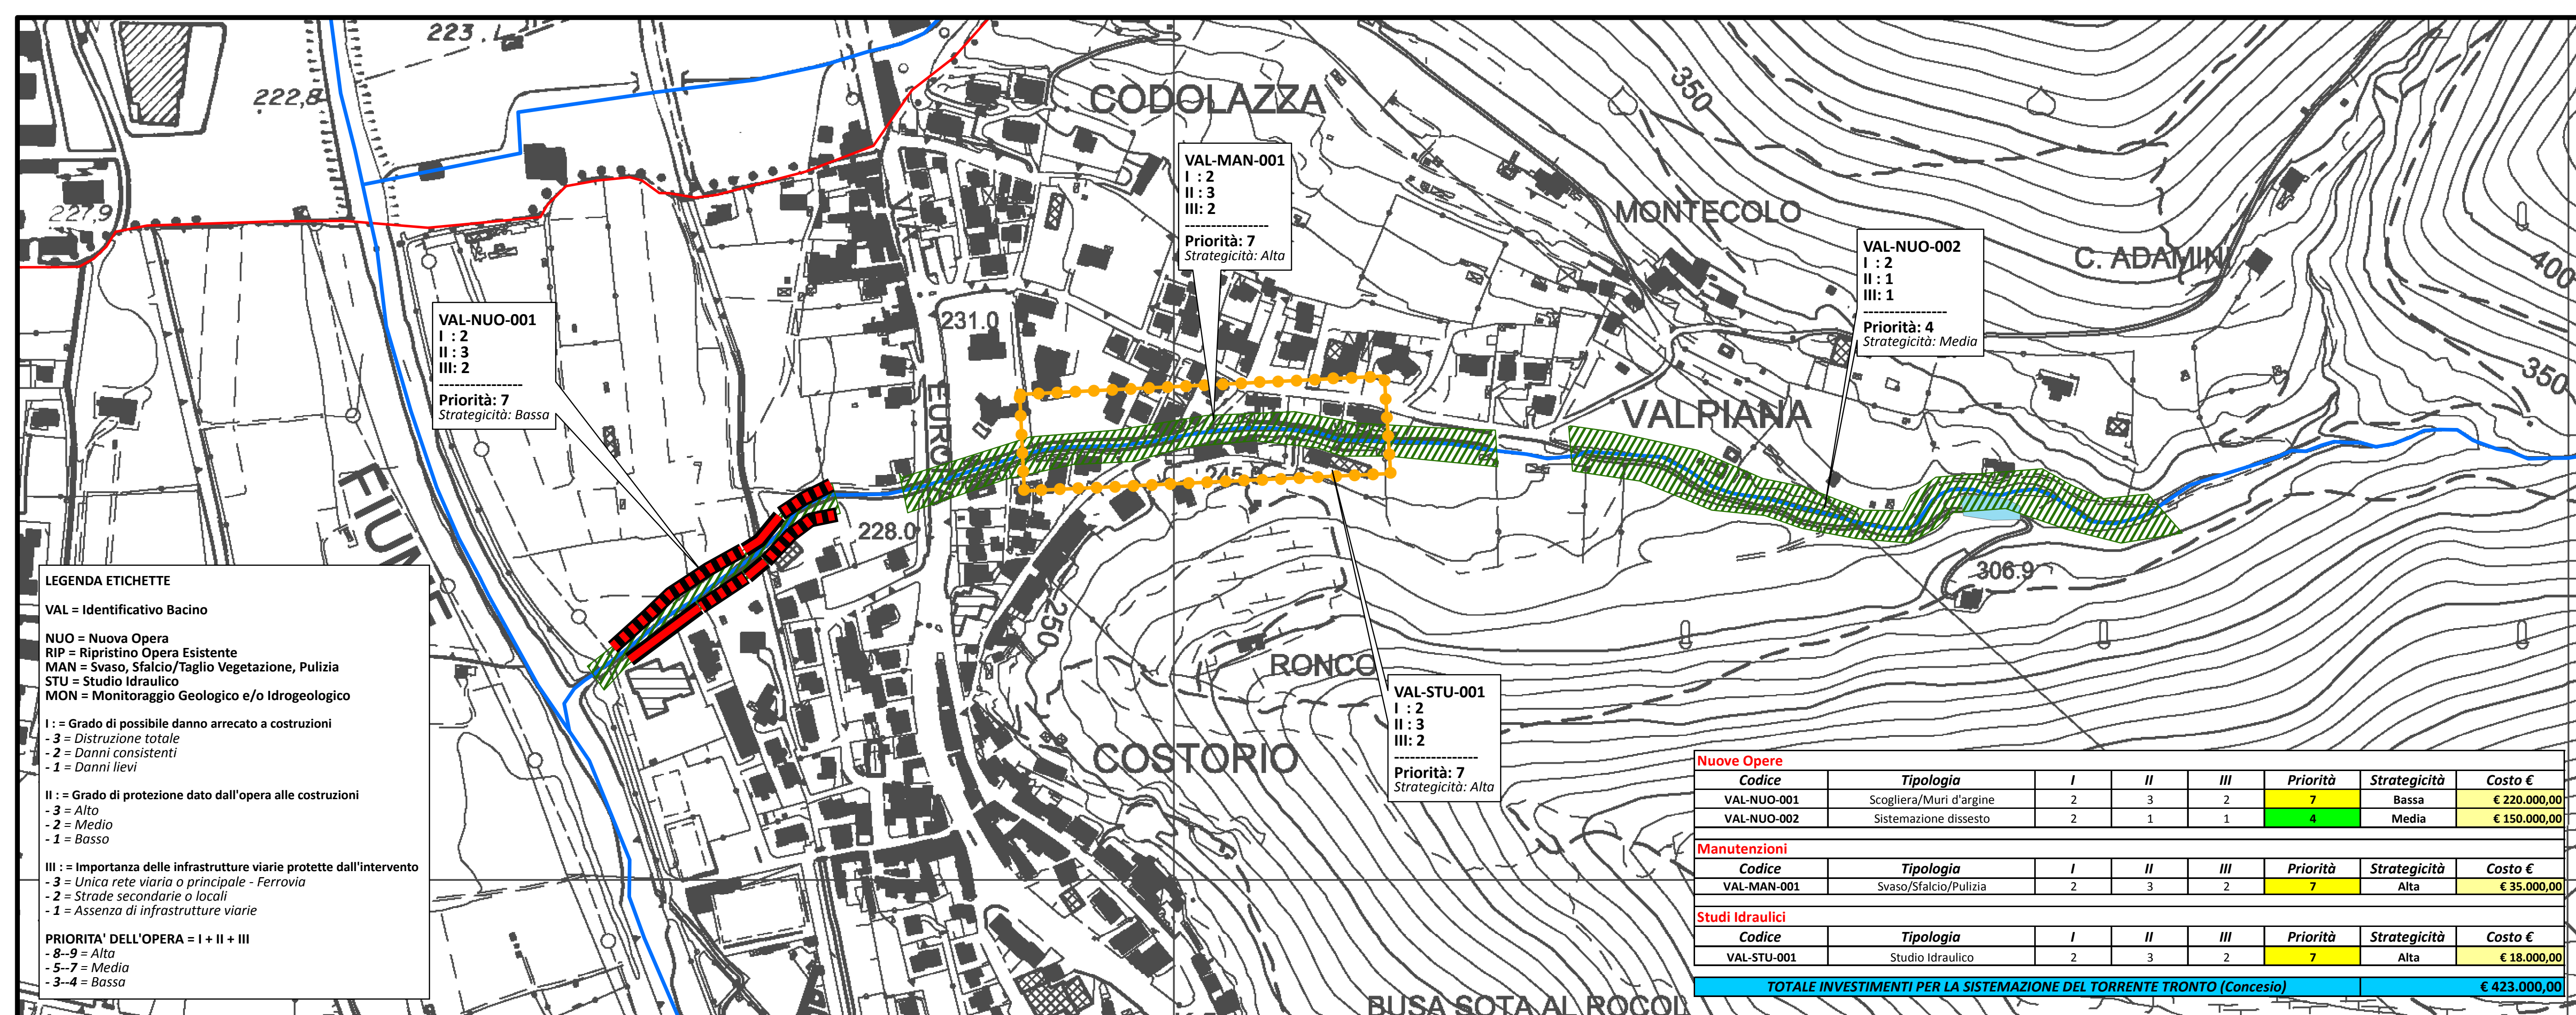 223.1
222,8
227,9
CODOLAZZA
350
MONTECOLO
C. ADAMINI
400
350
VIA
EUROPA
231.0
VALPIANA
FIUME
228.0
245.
250
306.9
RONCO
COSTORIO
BUSA SOTA AL ROCOL
VAL-NUO-001
I : 2
II : 3
III: 2
----------------
Priorità: 7
Strategicità: Bassa
VAL-MAN-001
I : 2
II : 3
III: 2
----------------
Priorità: 7
Strategicità: Alta
VAL-NUO-002
I : 2
II : 1
III: 1
----------------
Priorità: 4
Strategicità: Media
VAL-STU-001
I : 2
II : 3
III: 2
----------------
Priorità: 7
Strategicità: Alta
LEGENDA ETICHETTE
VAL = Identificativo Bacino
NUO = Nuova Opera
RIP = Ripristino Opera Esistente
MAN = Svaso, Sfalcio/Taglio Vegetazione, Pulizia
STU = Studio Idraulico
MON = Monitoraggio Geologico e/o Idrogeologico
I : = Grado di possibile danno arrecato a costruzioni
- 3 = Distruzione totale
- 2 = Danni consistenti
- 1 = Danni lievi
II : = Grado di protezione dato dall'opera alle costruzioni
- 3 = Alto
- 2 = Medio
- 1 = Basso
III : = Importanza delle infrastrutture viarie protette dall'intervento
- 3 = Unica rete viaria o principale - Ferrovia
- 2 = Strade secondarie o locali
- 1 = Assenza di infrastrutture viarie
PRIORITA' DELL'OPERA = I + II + III
- 8--9 = Alta
- 5--7 = Media
- 3--4 = Bassa
Nuove Opere
Codice Tipologia I II III Priorità Strategicità Costo €
VAL-NUO-001 Scogliera/Muri d'argine 2 3 2 7 Bassa € 220.000,00
VAL-NUO-002 Sistemazione dissesto 2 1 1 4 Media € 150.000,00
Manutenzioni
Codice Tipologia I II III Priorità Strategicità Costo €
VAL-MAN-001 Svaso/Sfalcio/Pulizia 2 3 2 7 Alta € 35.000,00
Studi Idraulici
Codice Tipologia I II III Priorità Strategicità Costo €
VAL-STU-001 Studio Idraulico 2 3 2 7 Alta € 18.000,00
TOTALE INVESTIMENTI PER LA SISTEMAZIONE DEL TORRENTE TRONTO (Concesio) € 423.000,00